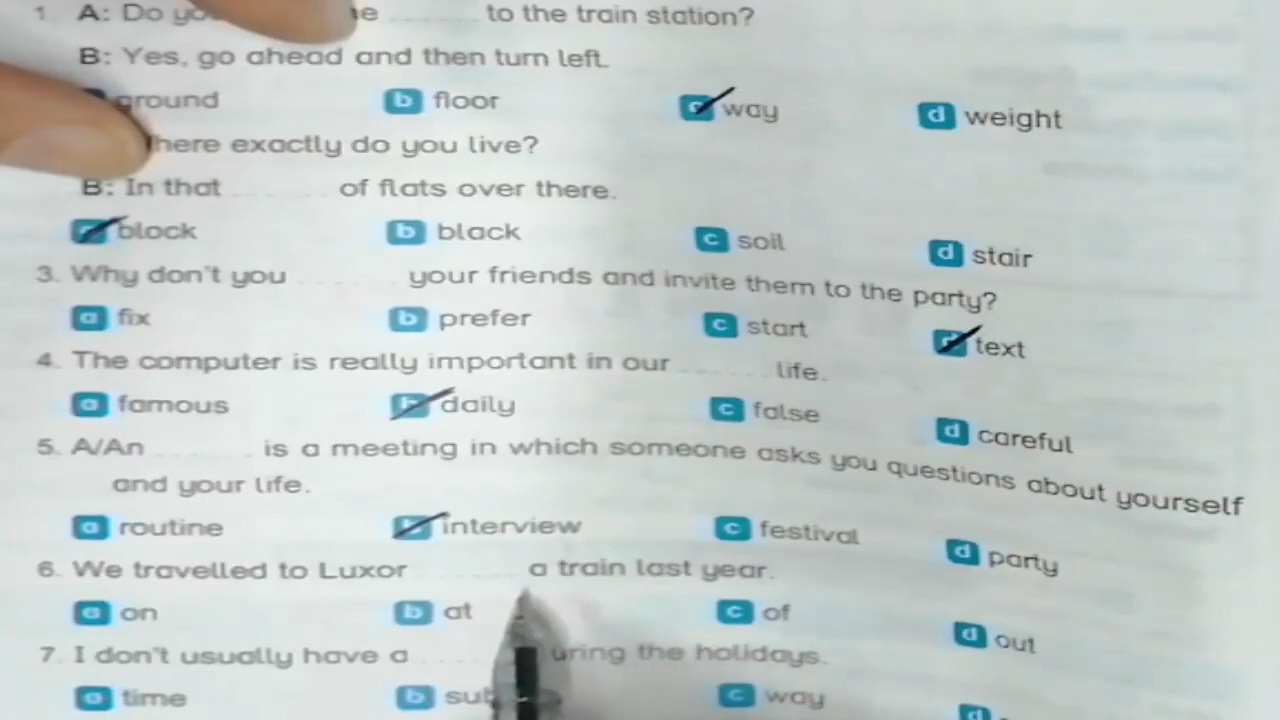 1 A: Do to the train station?
B: Yes, go ahead and then turn left.
ground b floor c way d weight
exactly do you live?
B: In that ........ of flats over there.
a block b black c soil d stair
3. Why don't you ........ your friends and invite them to the party?
a fix b prefer c start d text
4. The computer is really important in our ........ life.
a famous b daily c false d careful
5. A/An ........ is a meeting in which someone asks you questions about yourself
and your life.
a routine b interview c festival d party
6. We travelled to Luxor ........ a train last year.
a on b at c of d out
7. I don't usually have a ........ the holidays.
a time b c way d